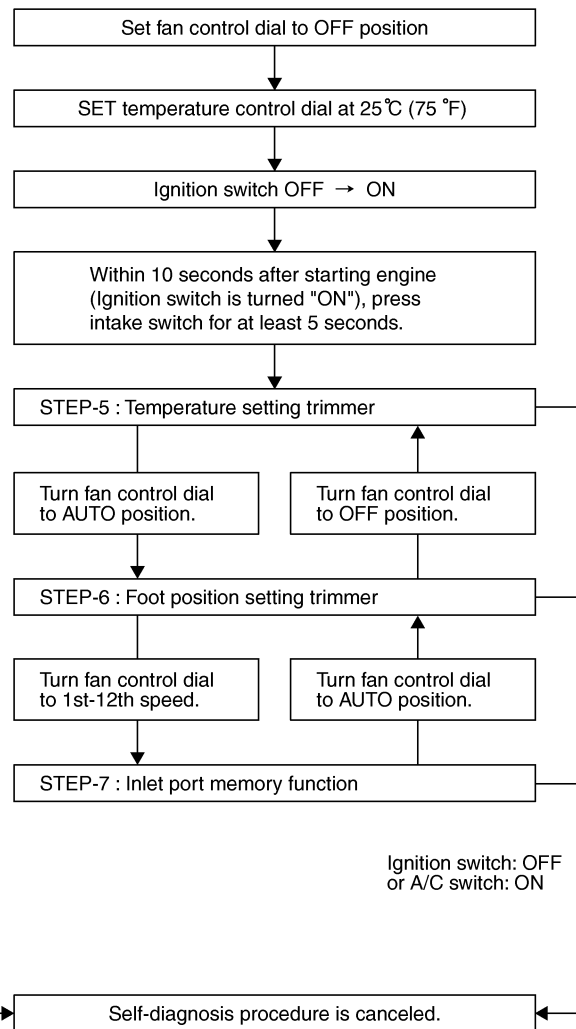 Set fan control dial to OFF position
SET temperature control dial at 25°C (75 °F)
Ignition switch OFF → ON
Within 10 seconds after starting engine
(Ignition switch is turned "ON"), press
intake switch for at least 5 seconds.
STEP-5 : Temperature setting trimmer
Turn fan control dial
to AUTO position.
Turn fan control dial
to OFF position.
STEP-6 : Foot position setting trimmer
Turn fan control dial
to 1st-12th speed.
Turn fan control dial
to AUTO position.
STEP-7 : Inlet port memory function
Ignition switch: OFF
or A/C switch: ON
Self-diagnosis procedure is canceled.